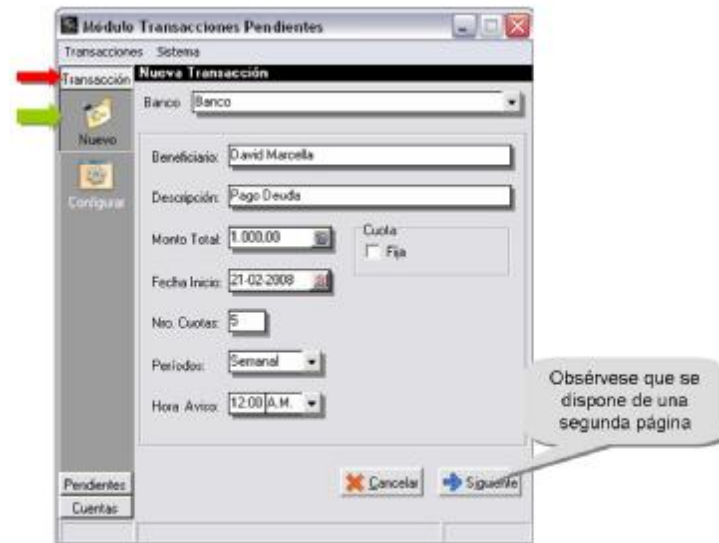 Módulo Transacciones Pendientes
Transacciones Sistema
Transacción
Nueva Transacción
Banco Banco
Nuevo
Configurar
Beneficiario: David Marcella
Descripción: Pago Deuda
Monto Total: 1.000,00
Cuota
Fija
Fecha Inicio: 21-02-2008
Nro. Cuotas: 5
Períodos: Semanal
Hora Aviso: 12:00 A.M.
Obsérvese que se
dispone de una
segunda página
Pendientes
Cuentas
Cancelar
Siguiente